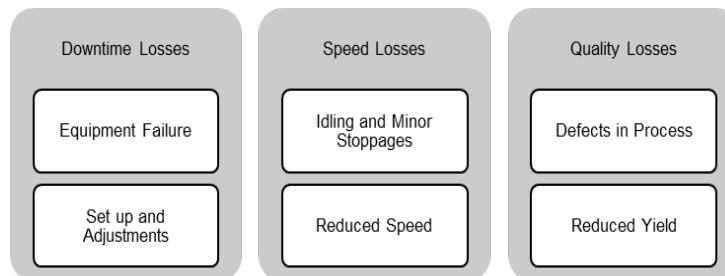 Downtime Losses
Equipment Failure
Set up and
Adjustments
Speed Losses
Idling and Minor
Stoppages
Reduced Speed
Quality Losses
Defects in Process
Reduced Yield